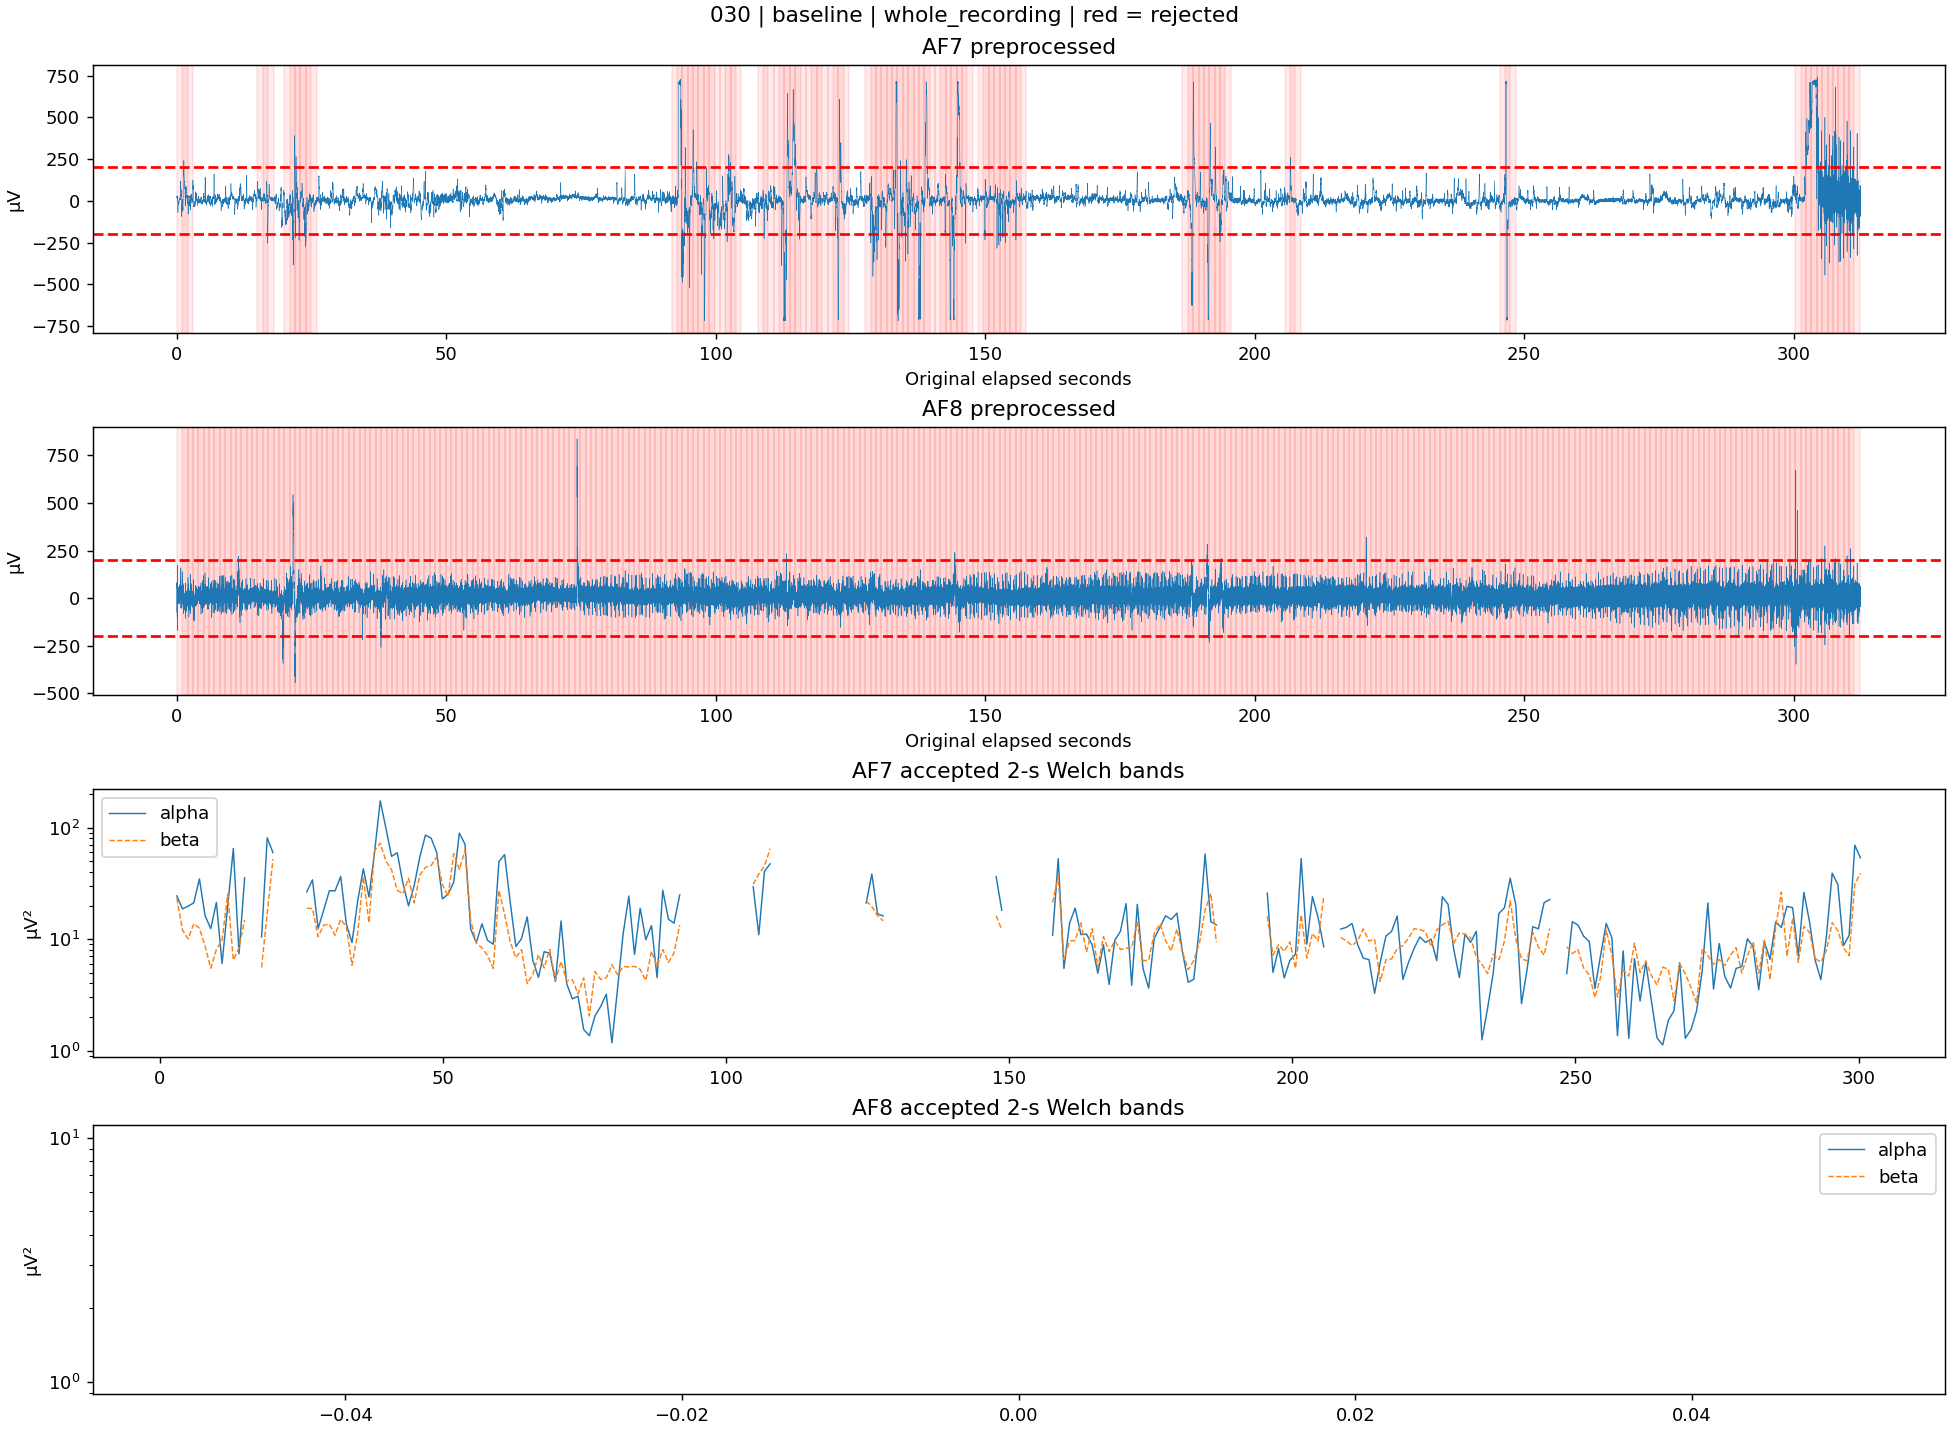 030 | baseline | whole_recording | red = rejected
AF7 preprocessed
750
500
250
0
−250
−500
−750
µV
0 50 100 150 200 250 300
Original elapsed seconds
AF8 preprocessed
750
500
250
0
−250
−500
µV
0 50 100 150 200 250 300
Original elapsed seconds
AF7 accepted 2-s Welch bands
alpha
beta
10²
10¹
10⁰
µV²
0 50 100 150 200 250 300
AF8 accepted 2-s Welch bands
alpha
beta
10¹
10⁰
µV²
−0.04 −0.02 0.00 0.02 0.04